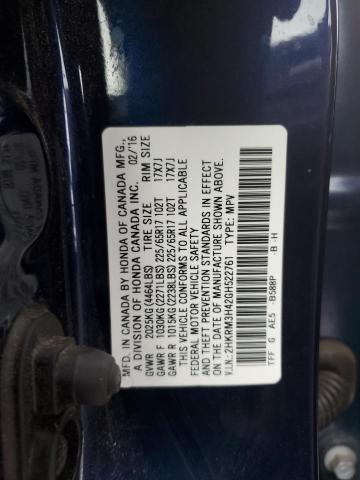 MFD. IN CANADA BY HONDA OF CANADA MFG.,
A DIVISION OF HONDA CANADA INC. 02/16
GVWR 2025KG(4464LBS) TIRE SIZE RIM SIZE
GAWR F 1030KG(2271LBS) 225/65R17 102T 17X7J
GAWR R 1015KG(2238LBS) 225/65R17 102T 17X7J
THIS VEHICLE CONFORMS TO ALL APPLICABLE
FEDERAL MOTOR VEHICLE SAFETY
AND THEFT PREVENTION STANDARDS IN EFFECT
ON THE DATE OF MANUFACTURE SHOWN ABOVE.
V.I.N.:2HKRM3H42GH522761 TYPE: MPV
TFF G AE5 -B588P -B -H